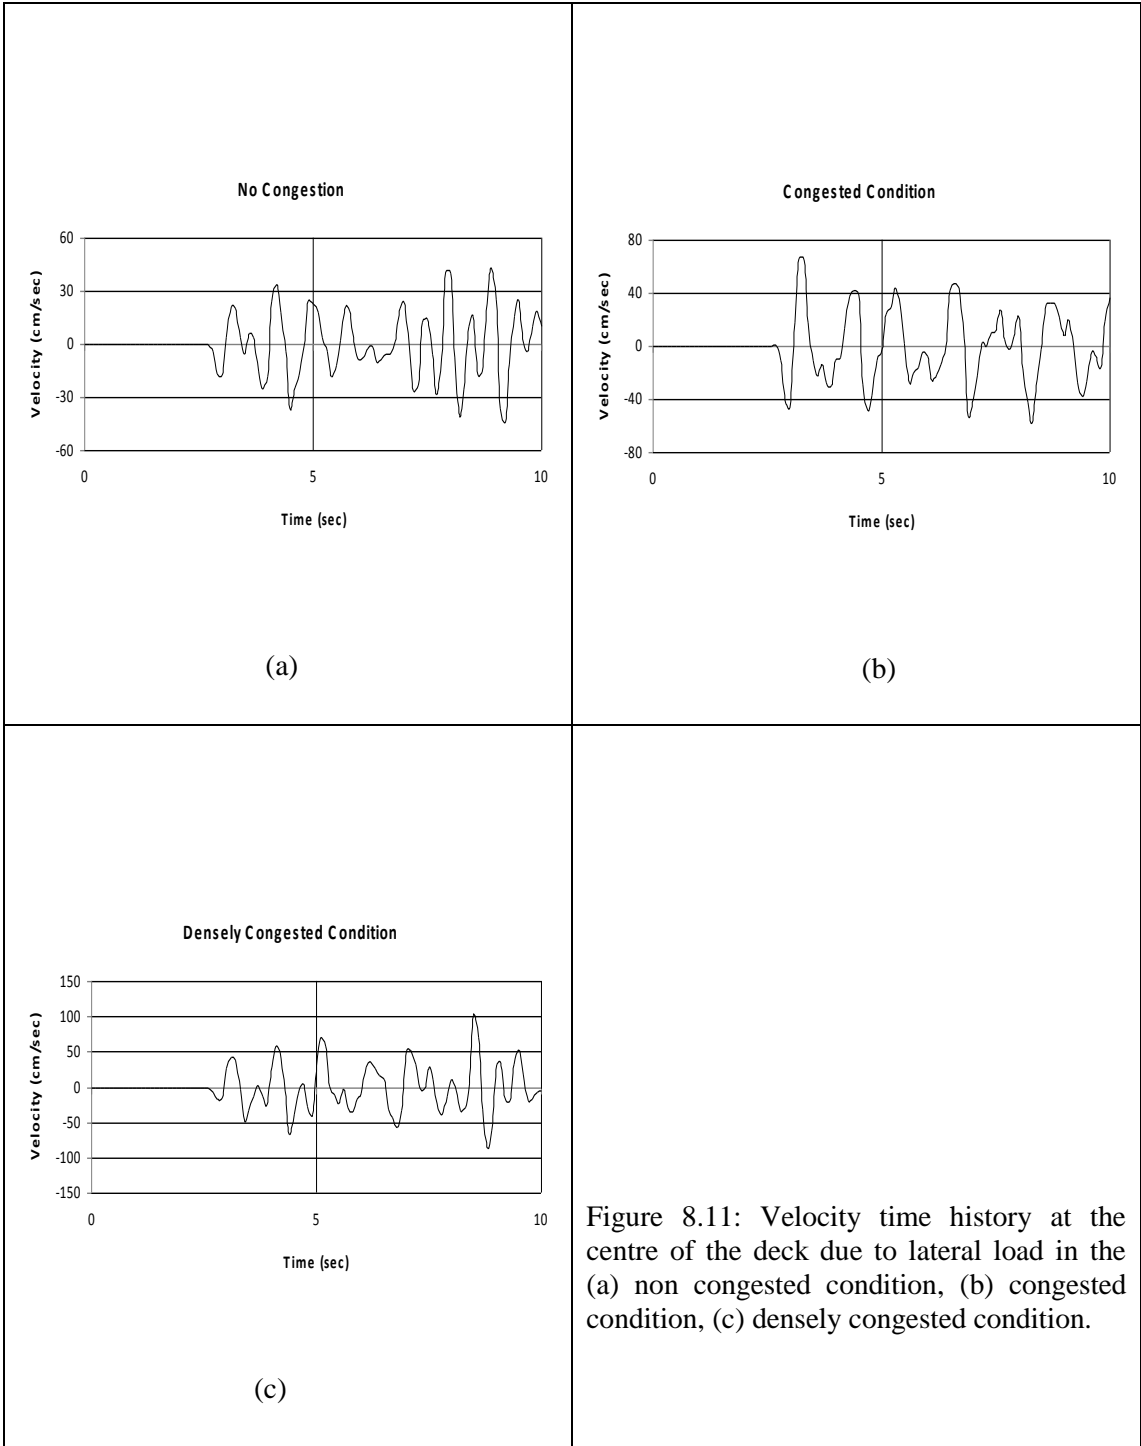 No Congestion
60
30
0
-30
-60
Velocity (cm/sec)
0 5 10
Time (sec)
(a)
Congested Condition
80
40
0
-40
-80
Velocity (cm/sec)
0 5 10
Time (sec)
(b)
Densely Congested Condition
150
100
50
0
-50
-100
-150
Velocity (cm/sec)
0 5 10
Time (sec)
(c)
Figure 8.11: Velocity time history at the
centre of the deck due to lateral load in the
(a) non congested condition, (b) congested
condition, (c) densely congested condition.